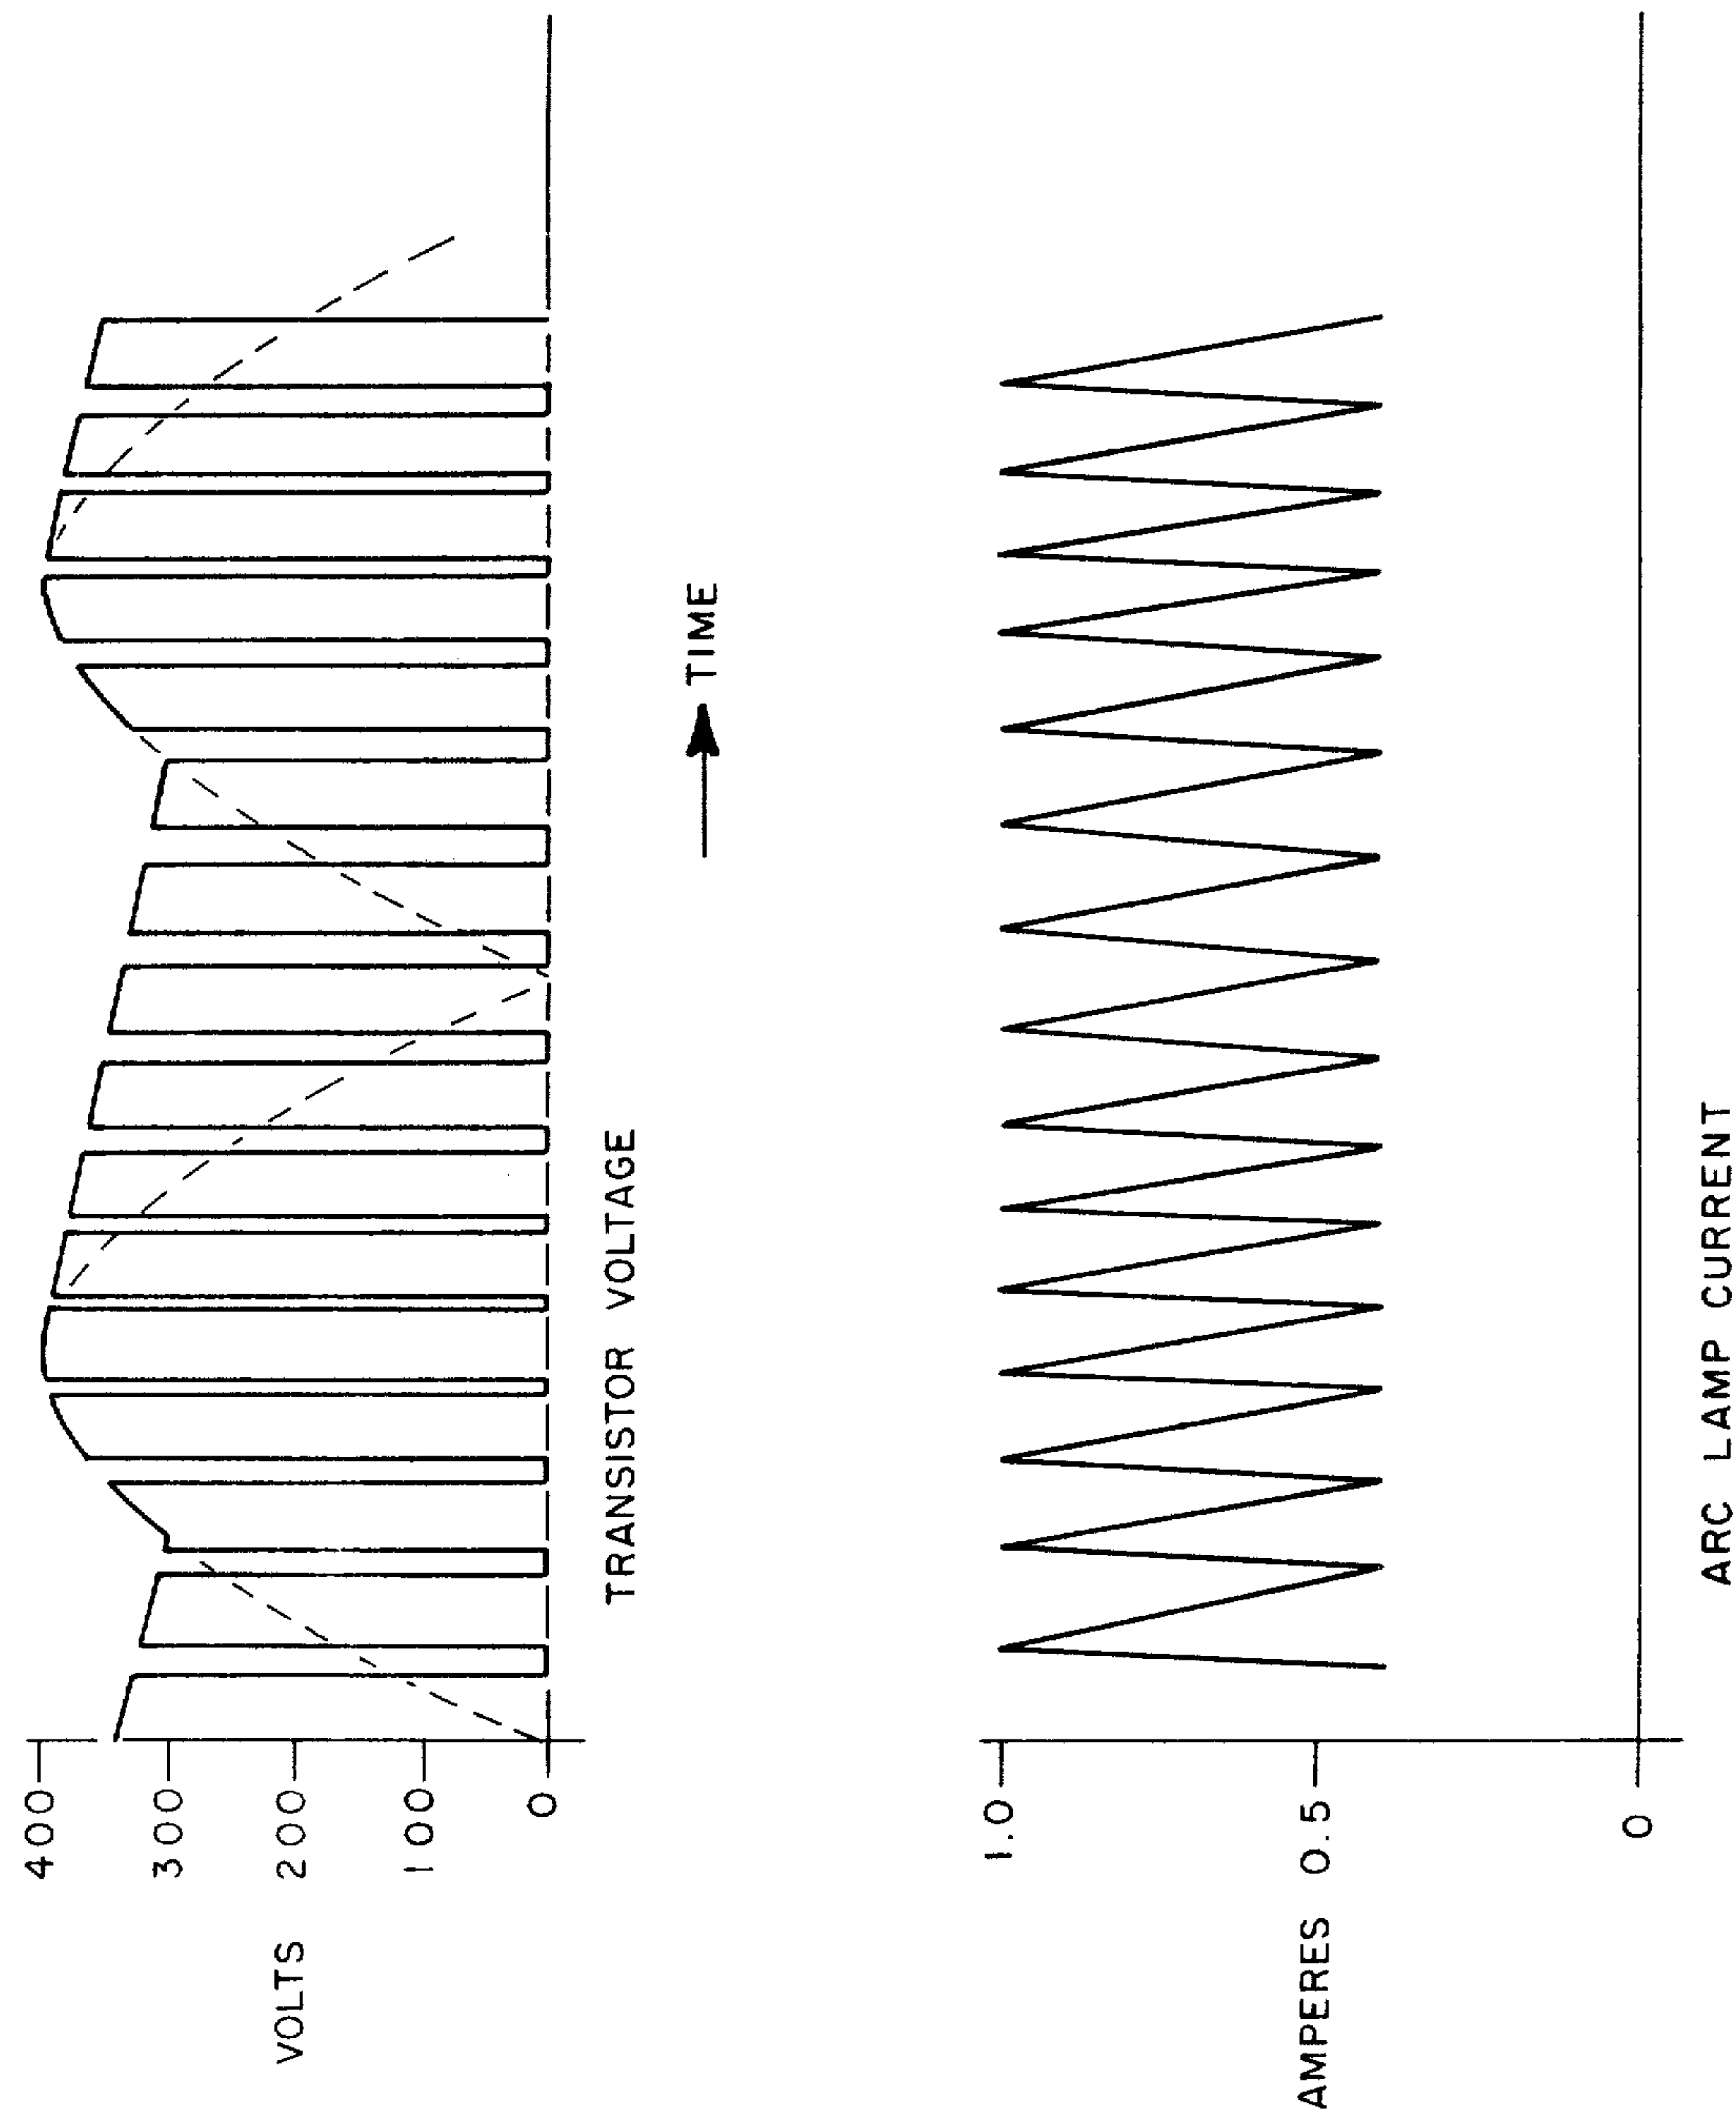 400
300
VOLTS 200
100
0
TRANSISTOR VOLTAGE
TIME
1.0
AMPERES 0.5
0
ARC LAMP CURRENT